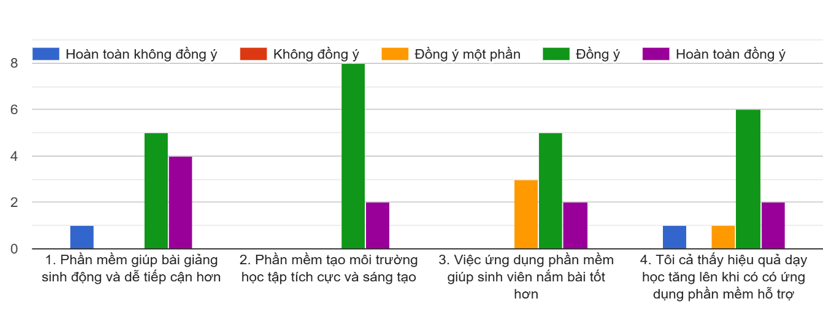 Hoàn toàn không đồng ý Không đồng ý Đồng ý một phần Đồng ý Hoàn toàn đồng ý
8
6
4
2
0
1. Phần mềm giúp bài giảng
sinh động và dễ tiếp cận hơn
2. Phần mềm tạo môi trường
học tập tích cực và sáng tạo
3. Việc ứng dụng phần mềm
giúp sinh viên nắm bài tốt
hơn
4. Tôi cả thấy hiệu quả dạy
học tăng lên khi có có ứng
dụng phần mềm hỗ trợ